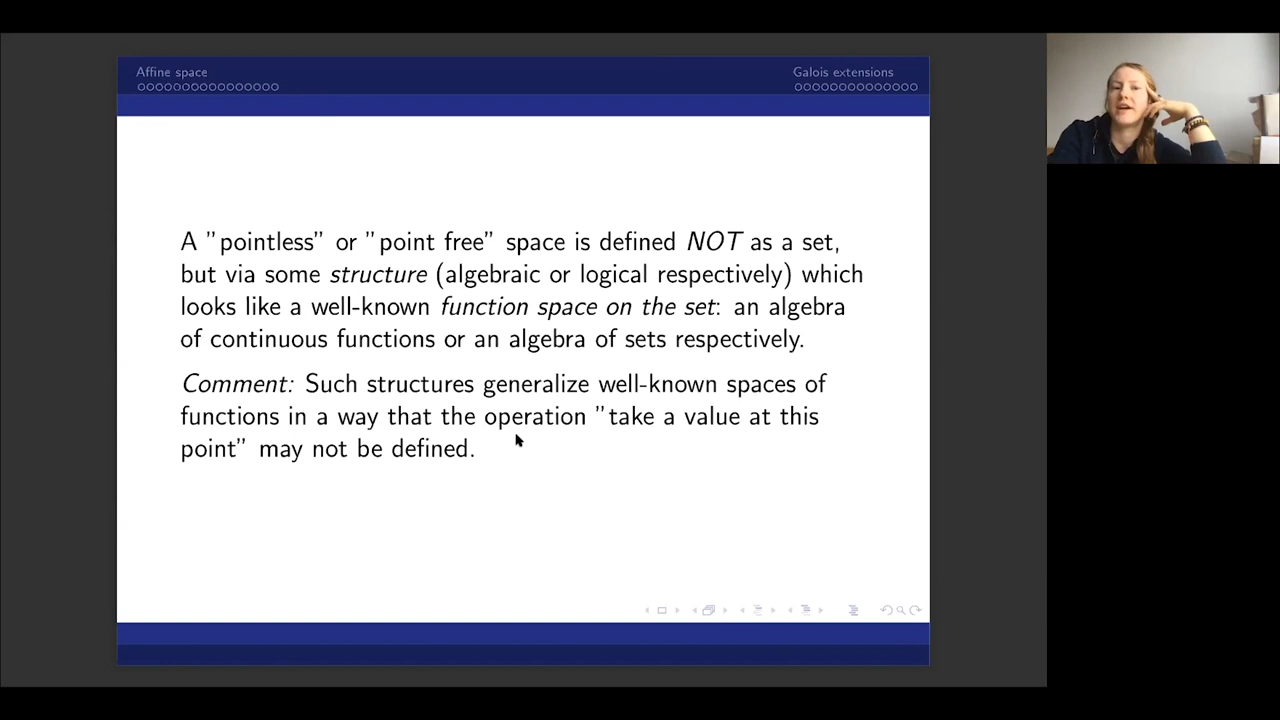 Affine space
Galois extensions
A ”pointless” or ”point free” space is defined NOT as a set,
but via some structure (algebraic or logical respectively) which
looks like a well-known function space on the set: an algebra
of continuous functions or an algebra of sets respectively.
Comment: Such structures generalize well-known spaces of
functions in a way that the operation ”take a value at this
point” may not be defined.